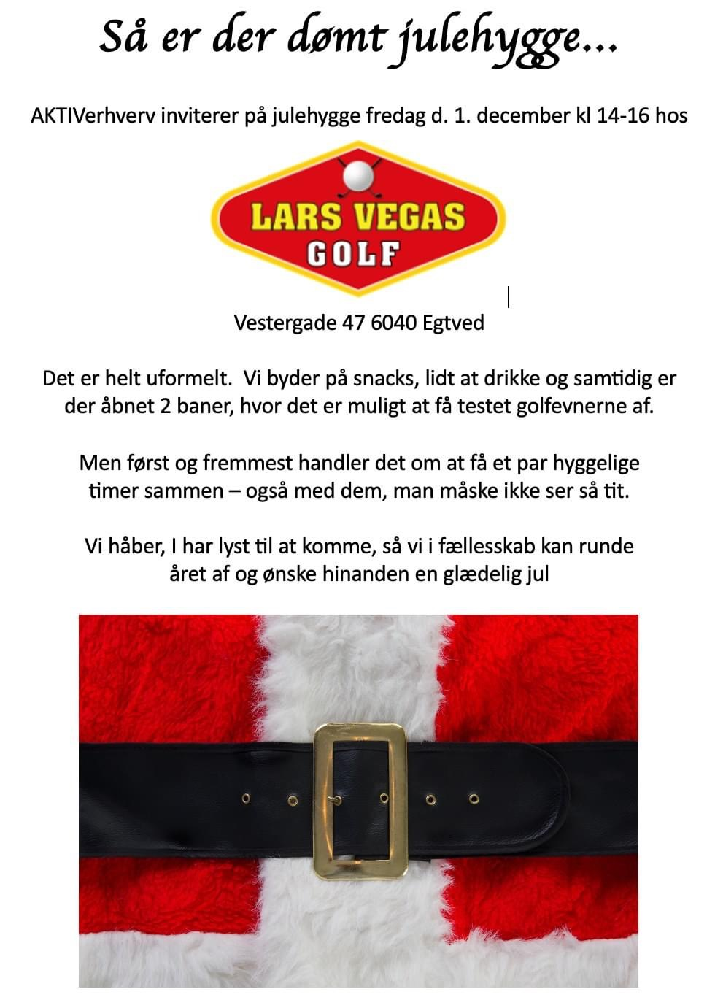 Så er der dømt julehygge...
AKTIVerhverv inviterer på julehygge fredag d. 1. december kl 14-16 hos
LARS VEGAS
GOLF
Vestergade 47 6040 Egtved
Det er helt uformelt.  Vi byder på snacks, lidt at drikke og samtidig er
der åbnet 2 baner, hvor det er muligt at få testet golfevnerne af.
Men først og fremmest handler det om at få et par hyggelige
timer sammen – også med dem, man måske ikke ser så tit.
Vi håber, I har lyst til at komme, så vi i fællesskab kan runde
året af og ønske hinanden en glædelig jul